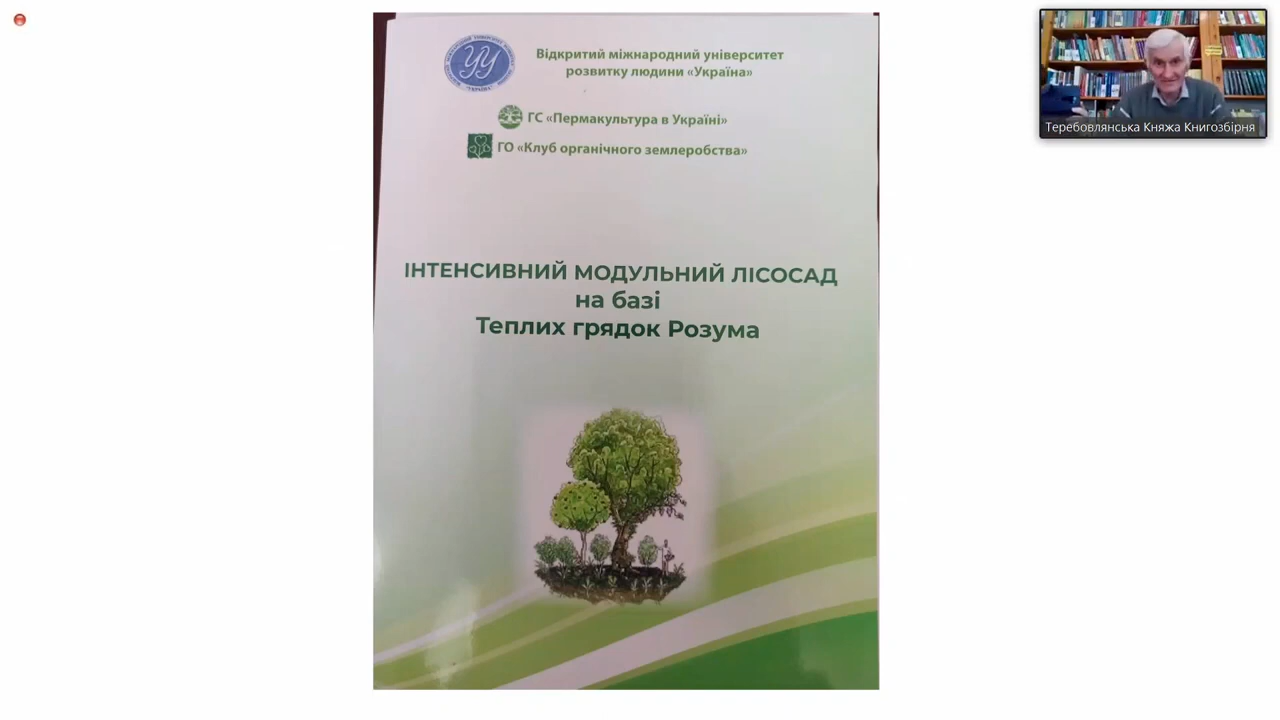 Відкритий міжнародний університет
розвитку людини «Україна»
ГС «Пермакультура в Україні»
ГО «Клуб органічного землеробства»
ІНТЕНСИВНИЙ МОДУЛЬНИЙ ЛІСОСАД
на базі
Теплих грядок Розума
Теребовлянська Княжа Книгозбірня